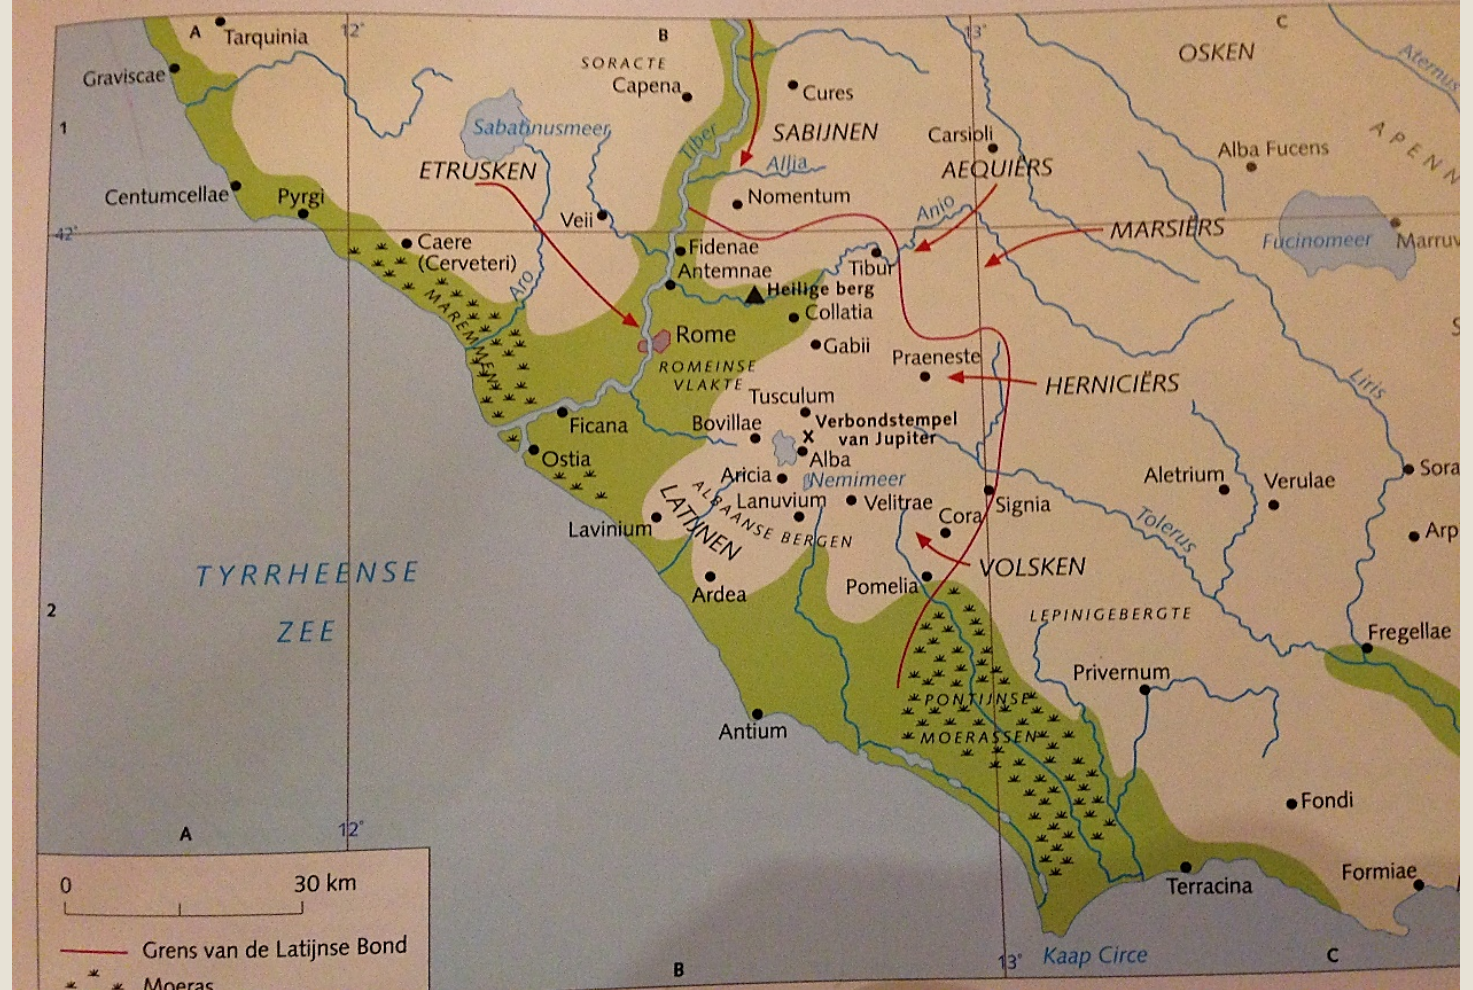 A
Tarquinia
12°
B
13°
C
OSKEN
Aternus
Graviscae
SORACTE
Capena
Cures
1
Sabatinusmeer
Tiber
SABIJNEN
Carsioli
APENN
ETRUSKEN
Allia
AEQUIËRS
Alba Fucens
Centumcellae
Pyrgi
Nomentum
Anio
Veii
MARSIËRS
42°
Caere
(Cerveteri)
Fidenae
Fucinomeer
Marruv
Antemnae
Tibur
Aro
Heilige berg
MAREMMEN
Collatia
Rome
Gabii
ROMEINSE
VLAKTE
Praeneste
HERNICIËRS
Liris
Tusculum
Ficana
Bovillae
Verbondstempel
van Jupiter
Ostia
Alba
Sora
Aricia
Nemimeer
Aletrium
Verulae
LATIJNEN
ALBAANSE BERGEN
Lanuvium
Velitrae
Signia
Lavinium
Cora
Tolerus
Arp
TYRRHEENSE
ZEE
VOLSKEN
Ardea
Pomelia
2
LEPINIGEBERGTE
Fregellae
Privernum
PONTIJNSE
MOERASSEN
Antium
Fondi
12°
A
Terracina
Formiae
0
30 km
Grens van de Latijnse Bond
Moeras
B
13°
Kaap Circe
C